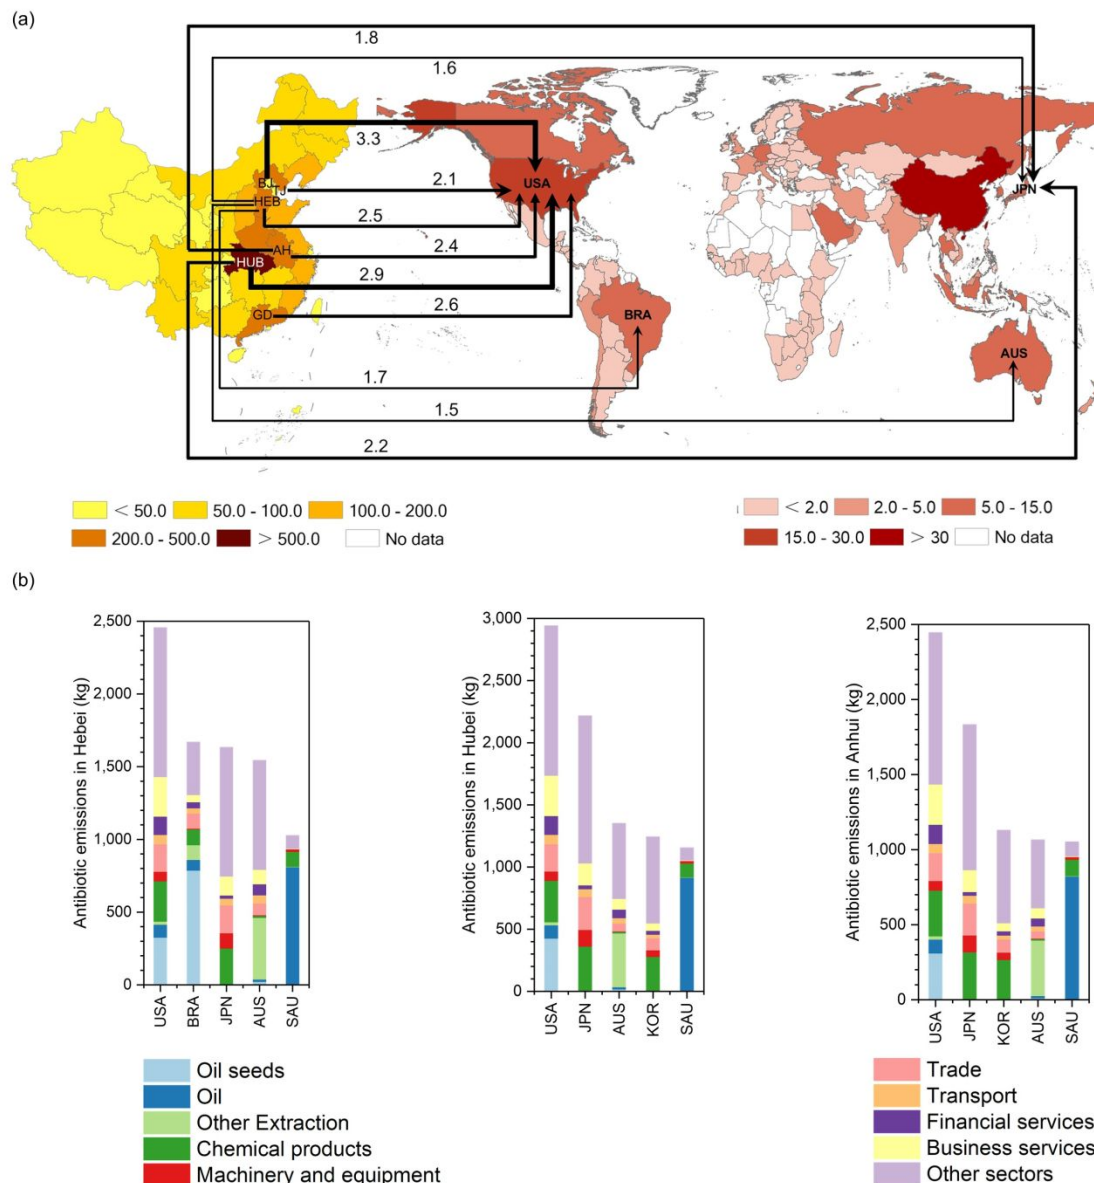 (a)
1.8
1.6
3.3
BJ
TJ
2.1
USA
HEB
JPN
2.5
AH
2.4
HUB
2.9
GD
2.6
BRA
AUS
1.7
1.5
2.2
< 50.0 50.0 - 100.0 100.0 - 200.0
200.0 - 500.0 > 500.0 No data
< 2.0 2.0 - 5.0 5.0 - 15.0
15.0 - 30.0 > 30 No data
(b)
Antibiotic emissions in Hebei (kg)
2,500
2,000
1,500
1,000
500
0
USA
BRA
JPN
AUS
SAU
Antibiotic emissions in Hubei (kg)
3,000
2,500
2,000
1,500
1,000
500
0
USA
JPN
AUS
KOR
SAU
Antibiotic emissions in Anhui (kg)
2,500
2,000
1,500
1,000
500
0
USA
JPN
KOR
AUS
SAU
Oil seeds
Oil
Other Extraction
Chemical products
Machinery and equipment
Trade
Transport
Financial services
Business services
Other sectors